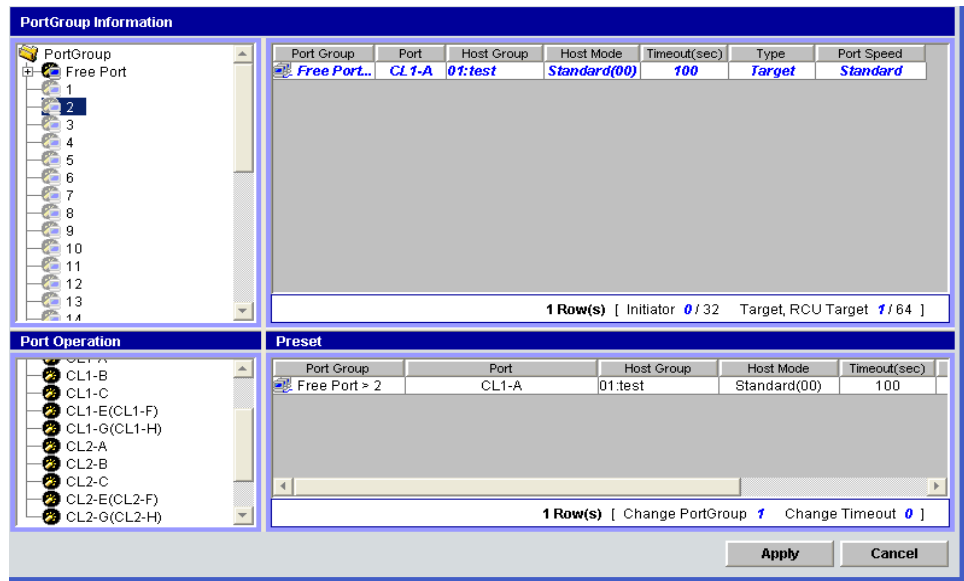 PortGroup Information
PortGroup
Free Port
1
2
3
4
5
6
7
8
9
10
11
12
13
14
Port Group Port Host Group Host Mode Timeout(sec) Type Port Speed
Free Port... CL1-A 01:test Standard(00) 100 Target Standard
1 Row(s) [ Initiator 0 / 32 Target, RCU Target 1 / 64 ]
Port Operation
CL1-A
CL1-B
CL1-C
CL1-E(CL1-F)
CL1-G(CL1-H)
CL2-A
CL2-B
CL2-C
CL2-E(CL2-F)
CL2-G(CL2-H)
Preset
Port Group Port Host Group Host Mode Timeout(sec)
Free Port > 2 CL1-A 01:test Standard(00) 100
1 Row(s) [ Change PortGroup 1 Change Timeout 0 ]
Apply Cancel